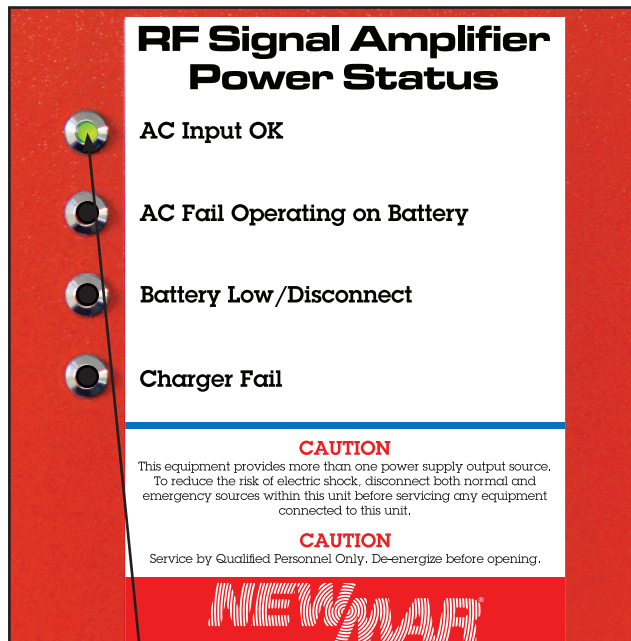 RF Signal Amplifier
Power Status
AC Input OK
AC Fail Operating on Battery
Battery Low/Disconnect
Charger Fail
CAUTION
This equipment provides more than one power supply output source.
To reduce the risk of electric shock, disconnect both normal and
emergency sources within this unit before servicing any equipment
connected to this unit.
CAUTION
Service by Qualified Personnel Only. De-energize before opening.
NEWMAR®